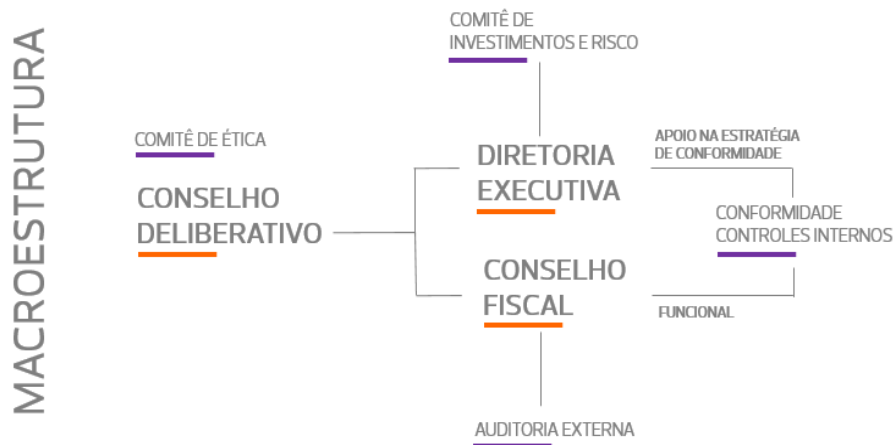 MACROESTRUTURA
COMITÊ DE
INVESTIMENTOS E RISCO
COMITÊ DE ÉTICA
CONSELHO
DELIBERATIVO
DIRETORIA
EXECUTIVA
APOIO NA ESTRATÉGIA
DE CONFORMIDADE
CONFORMIDADE
CONTROLES INTERNOS
CONSELHO
FISCAL
FUNCIONAL
AUDITORIA EXTERNA